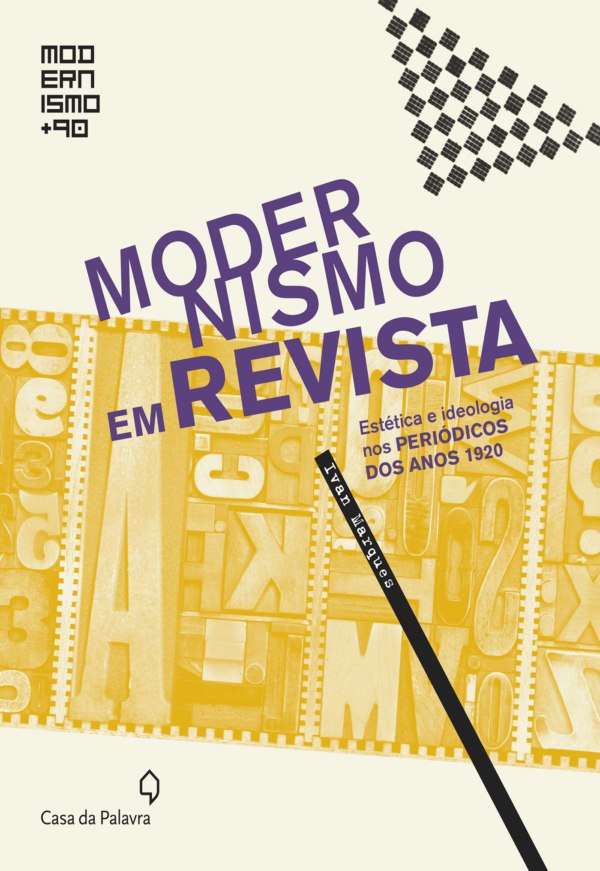 MOD
ERN
ISMO
+90
MODER
NISMO
EM REVISTA
Estética e ideologia
nos PERIÓDICOS
DOS ANOS 1920
Ivan Marques
Casa da Palavra